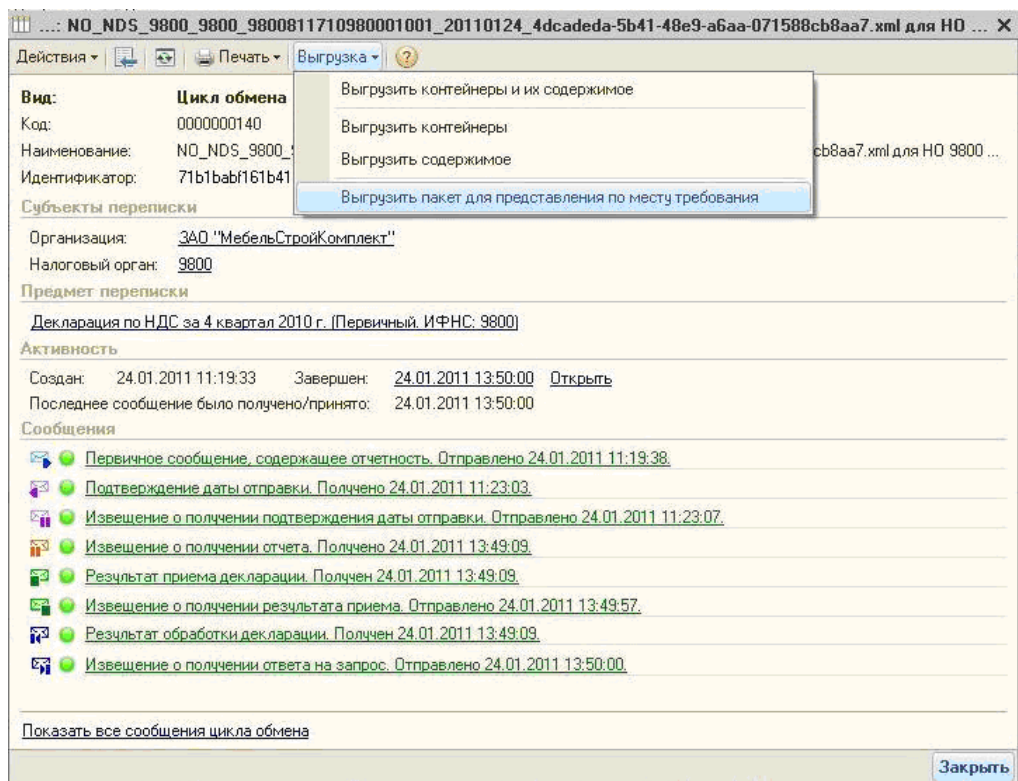 ...: NO_NDS_9800_9800_9800811710980001001_20110124_4dcadeda-5b41-48e9-a6aa-071588cb8aa7.xml для НО ...
Действия Печать Выгрузка
Выгрузить контейнеры и их содержимое
Выгрузить контейнеры
Выгрузить содержимое
Выгрузить пакет для представления по месту требования
Вид: Цикл обмена
Код: 0000000140
Наименование: NO_NDS_9800_ cb8aa7.xml для НО 9800 ...
Идентификатор: 71b1babf161b41
Субъекты переписки
Организация: ЗАО "МебельСтройКомплект"
Налоговый орган: 9800
Предмет переписки
Декларация по НДС за 4 квартал 2010 г. (Первичный. ИФНС: 9800)
Активность
Создан: 24.01.2011 11:19:33 Завершен: 24.01.2011 13:50:00 Открыть
Последнее сообщение было получено/принято: 24.01.2011 13:50:00
Сообщения
Первичное сообщение, содержащее отчетность. Отправлено 24.01.2011 11:19:38.
Подтверждение даты отправки. Получено 24.01.2011 11:23:03.
Извещение о получении подтверждения даты отправки. Отправлено 24.01.2011 11:23:07.
Извещение о получении отчета. Получено 24.01.2011 13:49:09.
Результат приема декларации. Получен 24.01.2011 13:49:09.
Извещение о получении результата приема. Отправлено 24.01.2011 13:49:57.
Результат обработки декларации. Получен 24.01.2011 13:49:09.
Извещение о получении ответа на запрос. Отправлено 24.01.2011 13:50:00.
Показать все сообщения цикла обмена
Закрыть